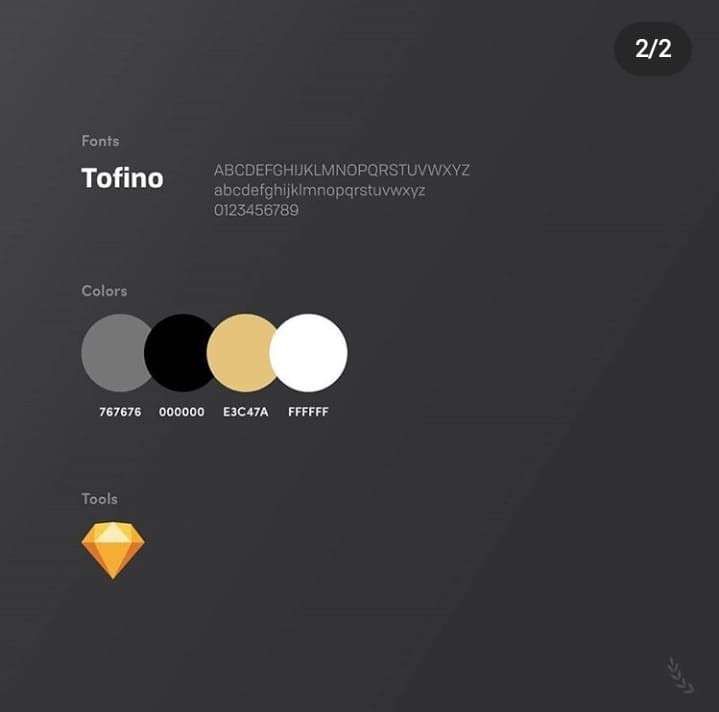 2/2
Fonts
Tofino
ABCDEFGHIJKLMNOPQRSTUVWXYZ
abcdefghijklmnopqrstuvwxyz
0123456789
Colors
767676 000000 E3C47A FFFFFF
Tools